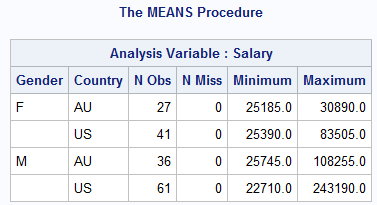 The MEANS Procedure
Analysis Variable : Salary
Gender Country N Obs N Miss Minimum Maximum
F AU 27 0 25185.0 30890.0
US 41 0 25390.0 83505.0
M AU 36 0 25745.0 108255.0
US 61 0 22710.0 243190.0